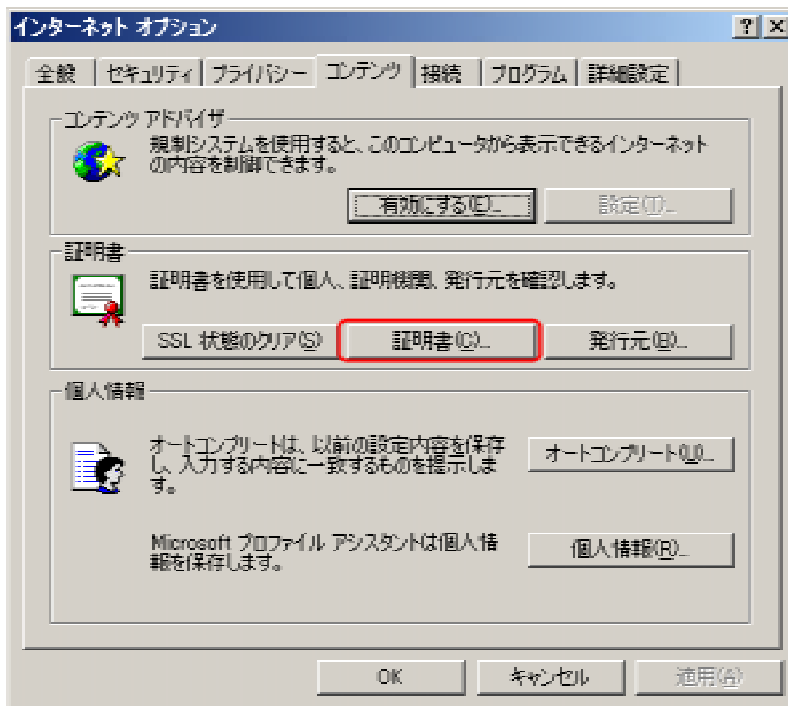 インターネット オプション
全般 セキュリティ プライバシー コンテンツ 接続 プログラム 詳細設定
コンテンツ アドバイザ
規制システムを使用すると、このコンピュータから表示できるインターネット
の内容を制御できます。
有効にする(E)... 設定(T)...
証明書
証明書を使用して個人、証明機関、発行元を確認します。
SSL 状態のクリア(S) 証明書(C)... 発行元(B)...
個人情報
オートコンプリートは、以前の設定内容を保存
し、入力する内容に一致するものを提示しま
す。
オートコンプリート(U)...
Microsoft プロファイル アシスタントは個人情
報を保存します。
個人情報(R)...
OK キャンセル 適用(A)